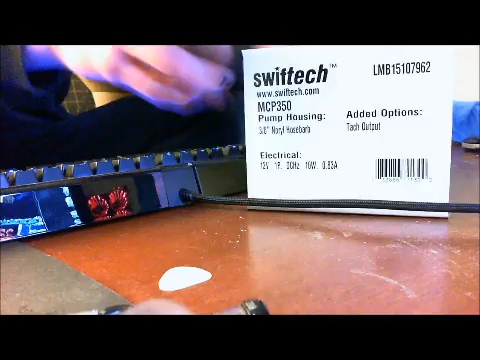 swiftech™
LMB15107962
www.swiftech.com
MCP350
Pump Housing:
3/8" Noryl Hosebarb
Added Options:
Tach Output
Electrical:
12V 1P, DCHz 10W, 0.83A